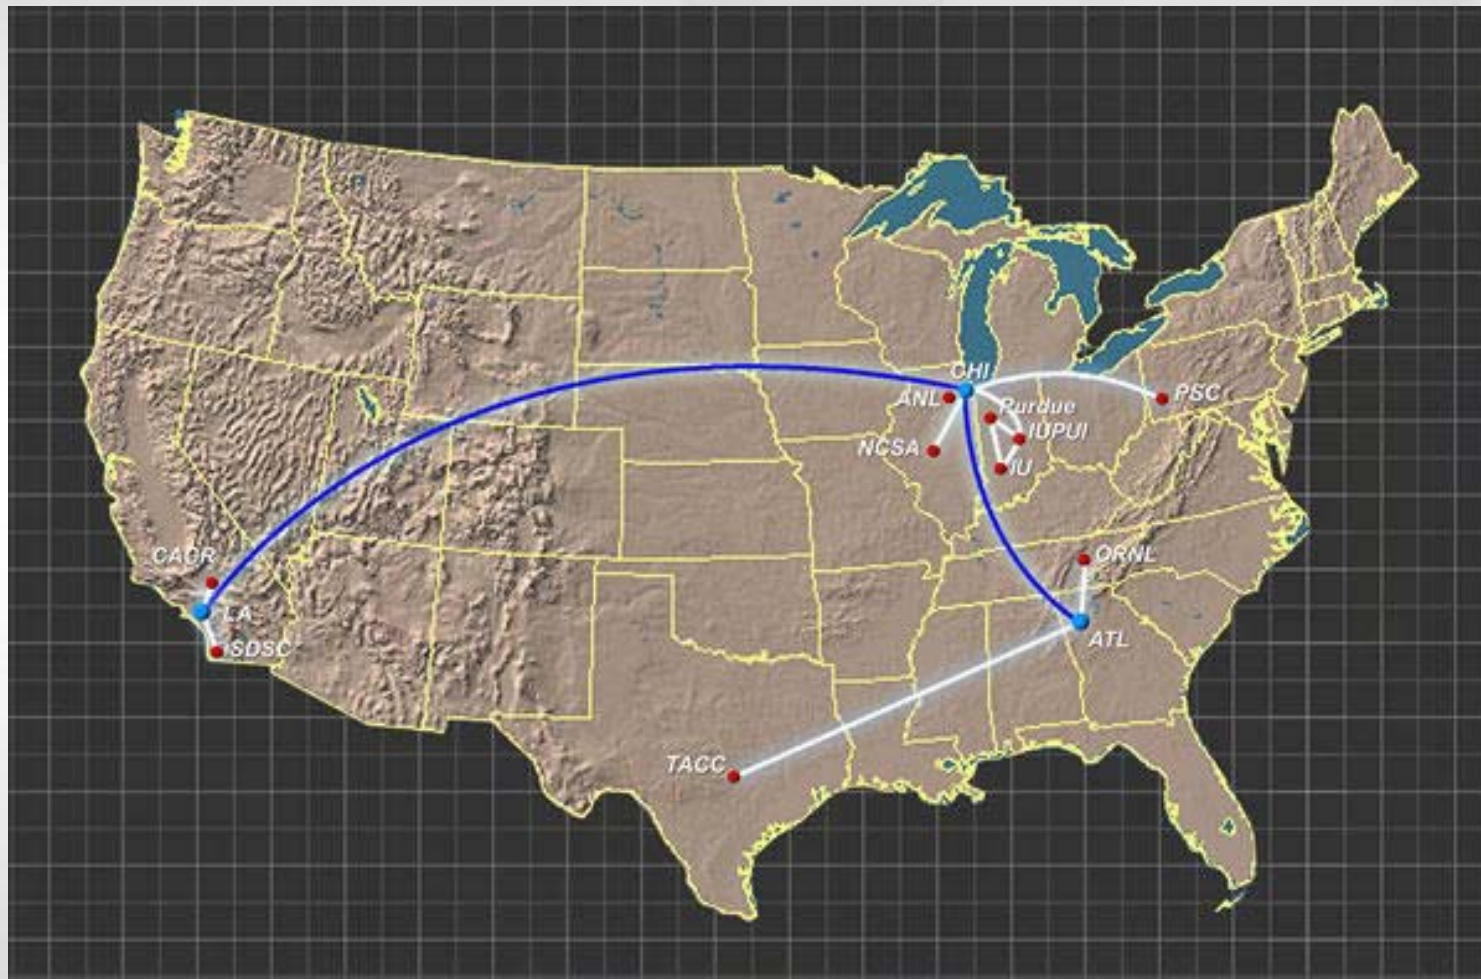 CHI
ANL
PSC
Purdue
IUPUI
NCSA
IU
CACR
ORNL
LA
ATL
SDSC
TACC